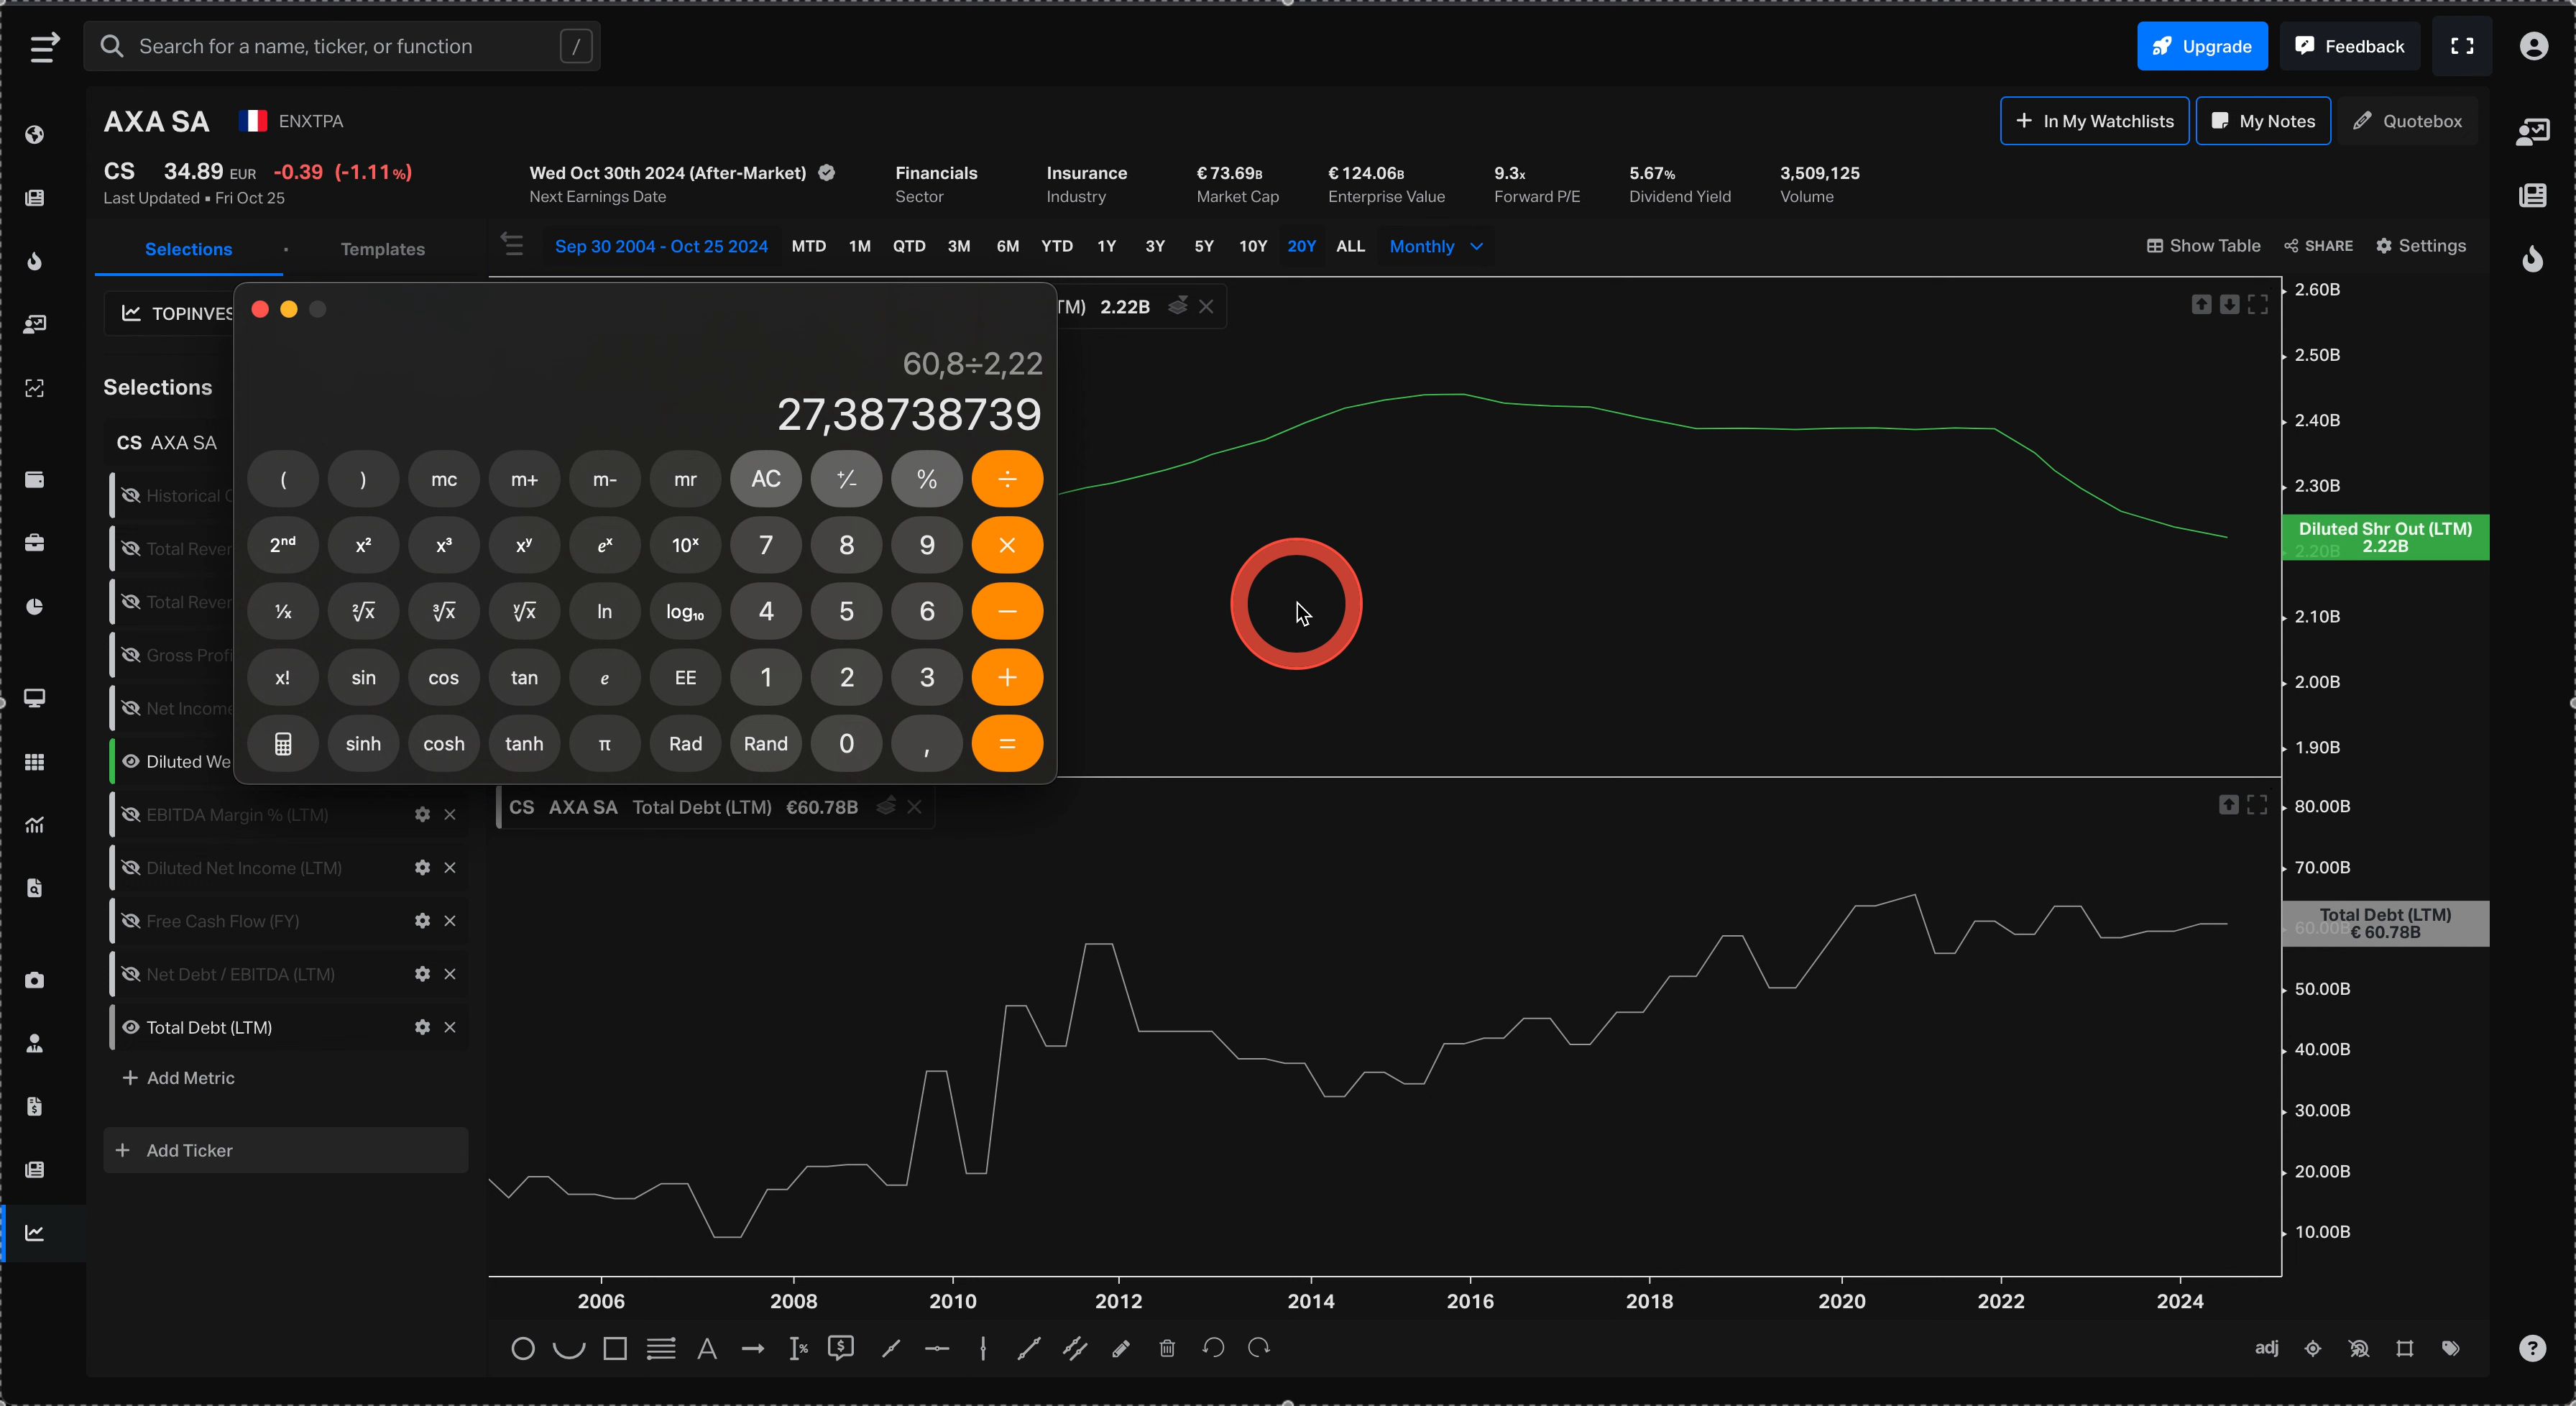 Search for a name, ticker, or function /
Upgrade Feedback
AXA SA ENXTPA
In My Watchlists My Notes Quotebox
CS 34.89 EUR -0.39 (-1.11%)
Last Updated ▪ Fri Oct 25
Wed Oct 30th 2024 (After-Market)
Next Earnings Date
Financials
Sector
Insurance
Industry
€ 73.69B
Market Cap
€ 124.06B
Enterprise Value
9.3x
Forward P/E
5.67%
Dividend Yield
3,509,125
Volume
Selections · Templates
Sep 30 2004 - Oct 25 2024 MTD 1M QTD 3M 6M YTD 1Y 3Y 5Y 10Y 20Y ALL Monthly
Show Table SHARE Settings
TOPINVES
Selections
CS AXA SA
Historical
Total Rever
Total Rever
Gross Profi
Net Income
Diluted We
EBITDA Margin % (LTM)
Diluted Net Income (LTM)
Free Cash Flow (FY)
Net Debt / EBITDA (LTM)
Total Debt (LTM)
+ Add Metric
+ Add Ticker
60,8÷2,22
27,38738739
( ) mc m+ m- mr AC +/− % ÷
2nd x² x³ xʸ eˣ 10ˣ 7 8 9 ×
¹/x ²√x ³√x ʸ√x ln log₁₀ 4 5 6 −
x! sin cos tan e EE 1 2 3 +
sinh cosh tanh π Rad Rand 0 , =
TM) 2.22B
2.60B
2.50B
2.40B
2.30B
Diluted Shr Out (LTM)
2.22B
2.20B
2.10B
2.00B
1.90B
CS AXA SA Total Debt (LTM) €60.78B
80.00B
70.00B
Total Debt (LTM)
€ 60.78B
50.00B
40.00B
30.00B
20.00B
10.00B
2006 2008 2010 2012 2014 2016 2018 2020 2022 2024
A % $ adj ?